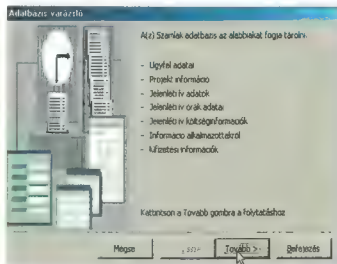 Adatbázis varázsló
A(z) Számlák adatbázis az alábbiakat fogja tárolni:
- Ügyfél adatai
- Projekt információ
- Jelenléti ív adatok
- Jelenléti ív órák adatai
- Jelenléti ív költséginformációk
- Információ alkalmazottakról
- Kifizetési információk
Kattintson a Tovább gombra a folytatáshoz
Mégse
Tovább >
Befejezés